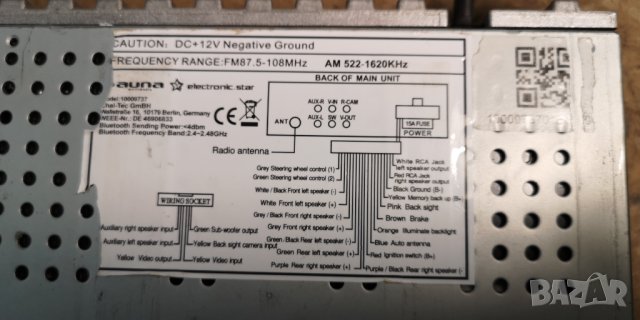 CAUTION: DC+12V Negative Ground
FREQUENCY RANGE:FM87.5-108MHz AM 522-1620KHz
auna electronic.star
Model: 10009737
Chal-Tec GmBH
Wallstraße 16, 10179 Berlin, Germany
WEEE-Nr.: DE 46906833
Bluetooth Sending Power:<4dbm
Bluetooth Frequency Band: 2.4~2.48GHz
BACK OF MAIN UNIT
AUX-R V-IN R-CAM
AUX-L SW V-OUT
ANT
15A FUSE
POWER
Radio antenna
Grey Steering wheel control (1)
Green Steering wheel control (2)
White / Black Front left speaker (-)
White Front left speaker (+)
Grey / Black Front right speaker (-)
Grey Front right speaker (+)
Green / Black Rear left speaker (-)
Green Rear left speaker (+)
Purple Rear right speaker (+)
White RCA Jack
left speaker output
Red RCA Jack
right speaker output
Black Ground (B-)
Yellow Memory back up (B+)
Pink Back sight
Brown Brake
Orange Illuminate backlight
Blue Auto antenna
Red Ignition switch (B+)
Purple / Black Rear right speaker (-)
WIRING SOCKET
Auxiliary right speaker input
Auxiliary left speaker input
Yellow Video input
Green Sub-woofer output
Yellow Back sight camera input
Yellow Video input
BAZAR
bg